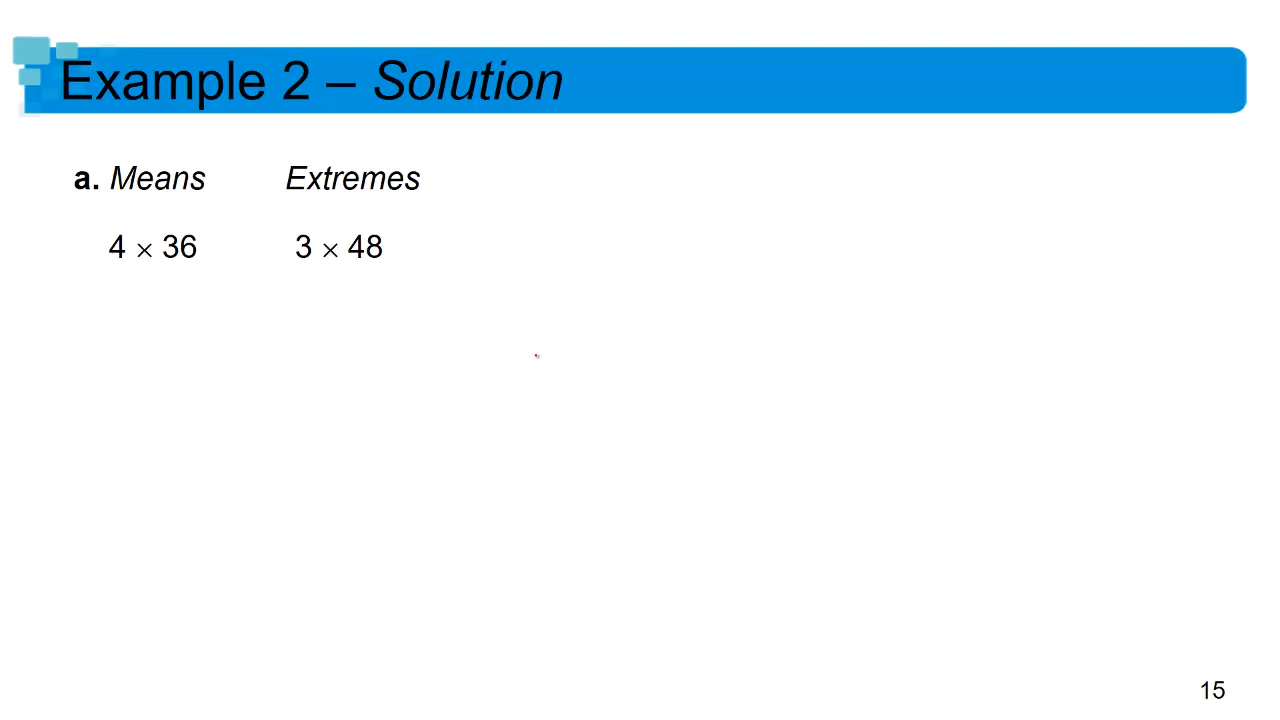 Example 2 – Solution
a. Means Extremes
4 × 36 3 × 48
15